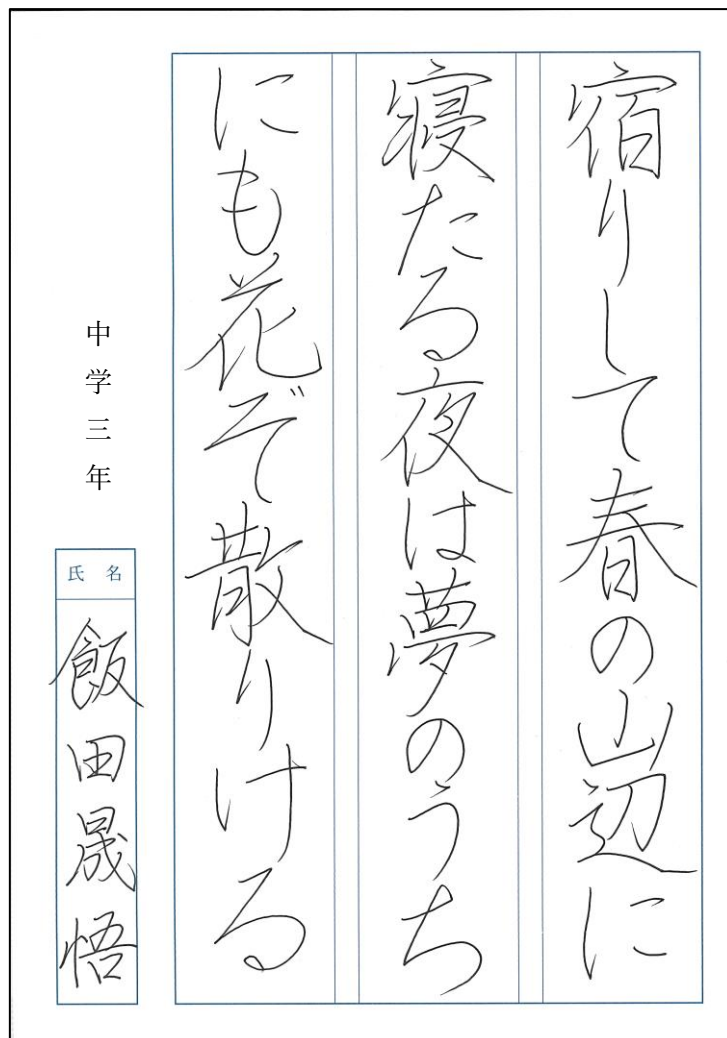 宿りして春の山辺に
寝たる夜は夢のうち
にも花ぞ散りける
中学三年
氏名
飯田晟悟